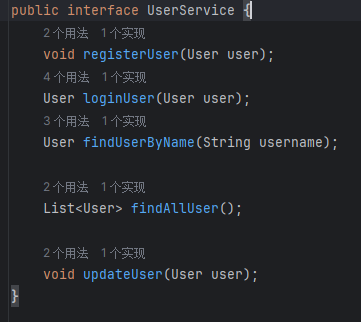 public interface UserService {
2个用法 1个实现
void registerUser(User user);
4个用法 1个实现
User loginUser(User user);
3个用法 1个实现
User findUserByName(String username);
2个用法 1个实现
List<User> findAllUser();
2个用法 1个实现
void updateUser(User user);
}